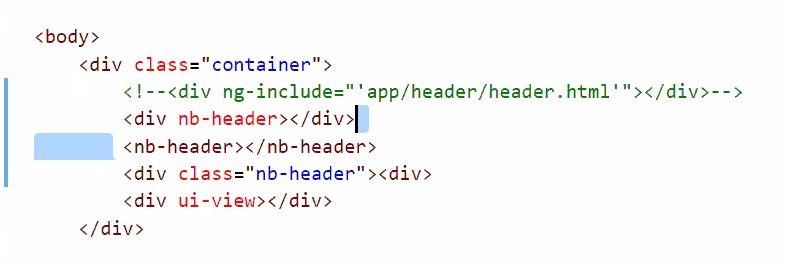 <body>
<div class="container">
<!--<div ng-include="'app/header/header.html'"></div>-->
<div nb-header></div>
<nb-header></nb-header>
<div class="nb-header"><div>
<div ui-view></div>
</div>